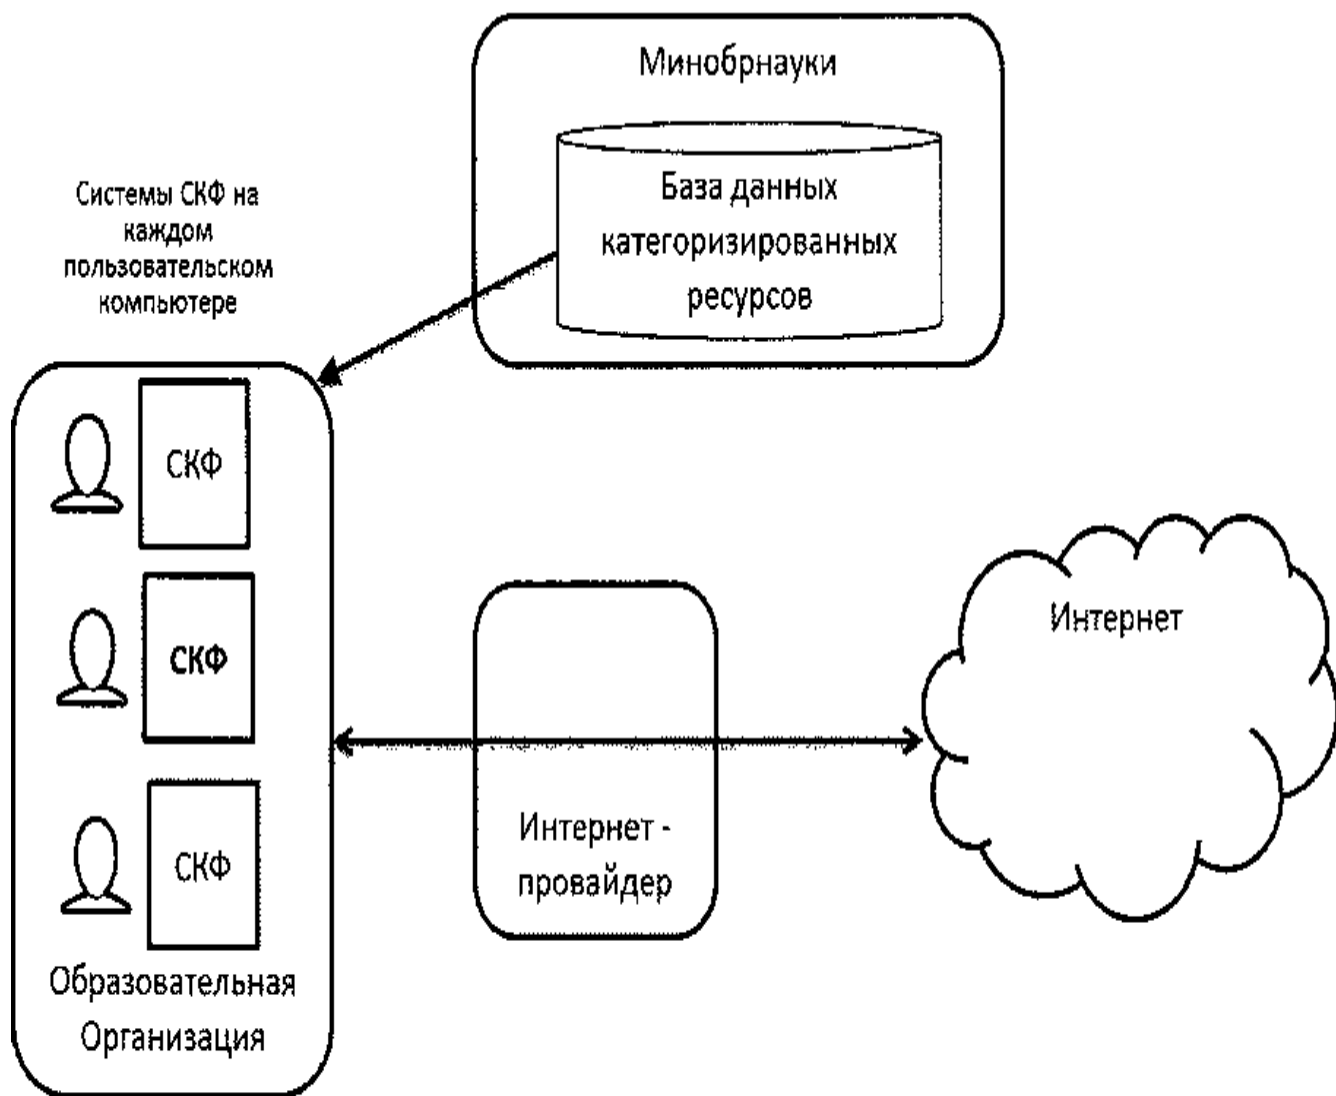 Минобрнауки
База данных
категоризированных
ресурсов
Системы СКФ на
каждом
пользовательском
компьютере
СКФ
СКФ
СКФ
Образовательная
Организация
Интернет -
провайдер
Интернет